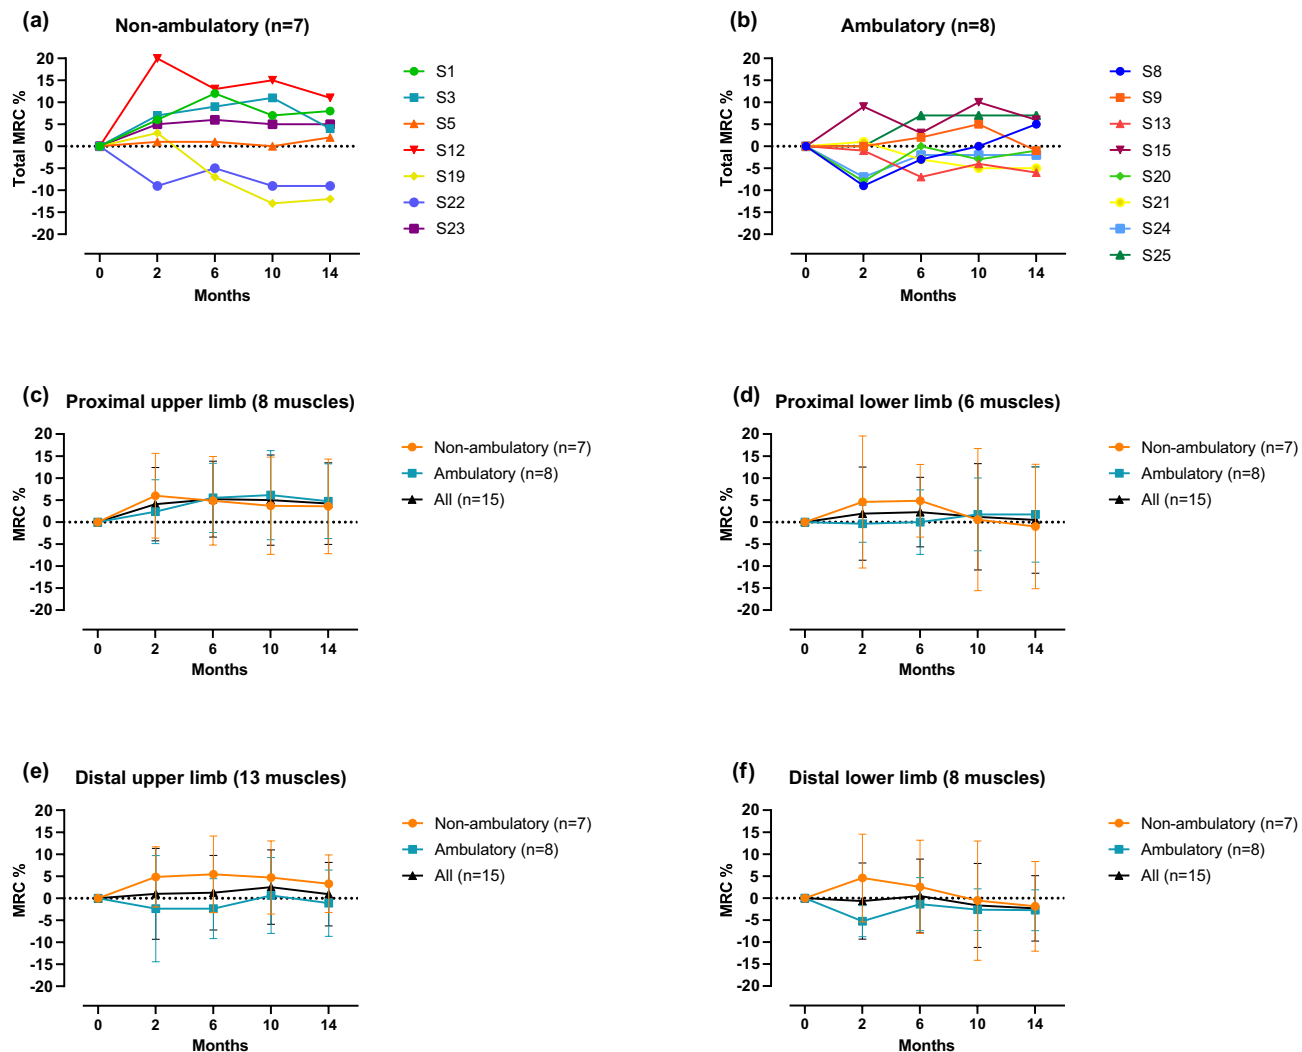 (a)
Non-ambulatory (n=7)
Total MRC %
20
15
10
5
0
-5
-10
-15
-20
0 2 6 10 14
Months
S1
S3
S5
S12
S19
S22
S23
(b)
Ambulatory (n=8)
Total MRC %
20
15
10
5
0
-5
-10
-15
-20
0 2 6 10 14
Months
S8
S9
S13
S15
S20
S21
S24
S25
(c)
Proximal upper limb (8 muscles)
MRC %
20
15
10
5
0
-5
-10
-15
-20
0 2 6 10 14
Months
Non-ambulatory (n=7)
Ambulatory (n=8)
All (n=15)
(d)
Proximal lower limb (6 muscles)
MRC %
20
15
10
5
0
-5
-10
-15
-20
0 2 6 10 14
Months
Non-ambulatory (n=7)
Ambulatory (n=8)
All (n=15)
(e)
Distal upper limb (13 muscles)
MRC %
20
15
10
5
0
-5
-10
-15
-20
0 2 6 10 14
Months
Non-ambulatory (n=7)
Ambulatory (n=8)
All (n=15)
(f)
Distal lower limb (8 muscles)
MRC %
20
15
10
5
0
-5
-10
-15
-20
0 2 6 10 14
Months
Non-ambulatory (n=7)
Ambulatory (n=8)
All (n=15)